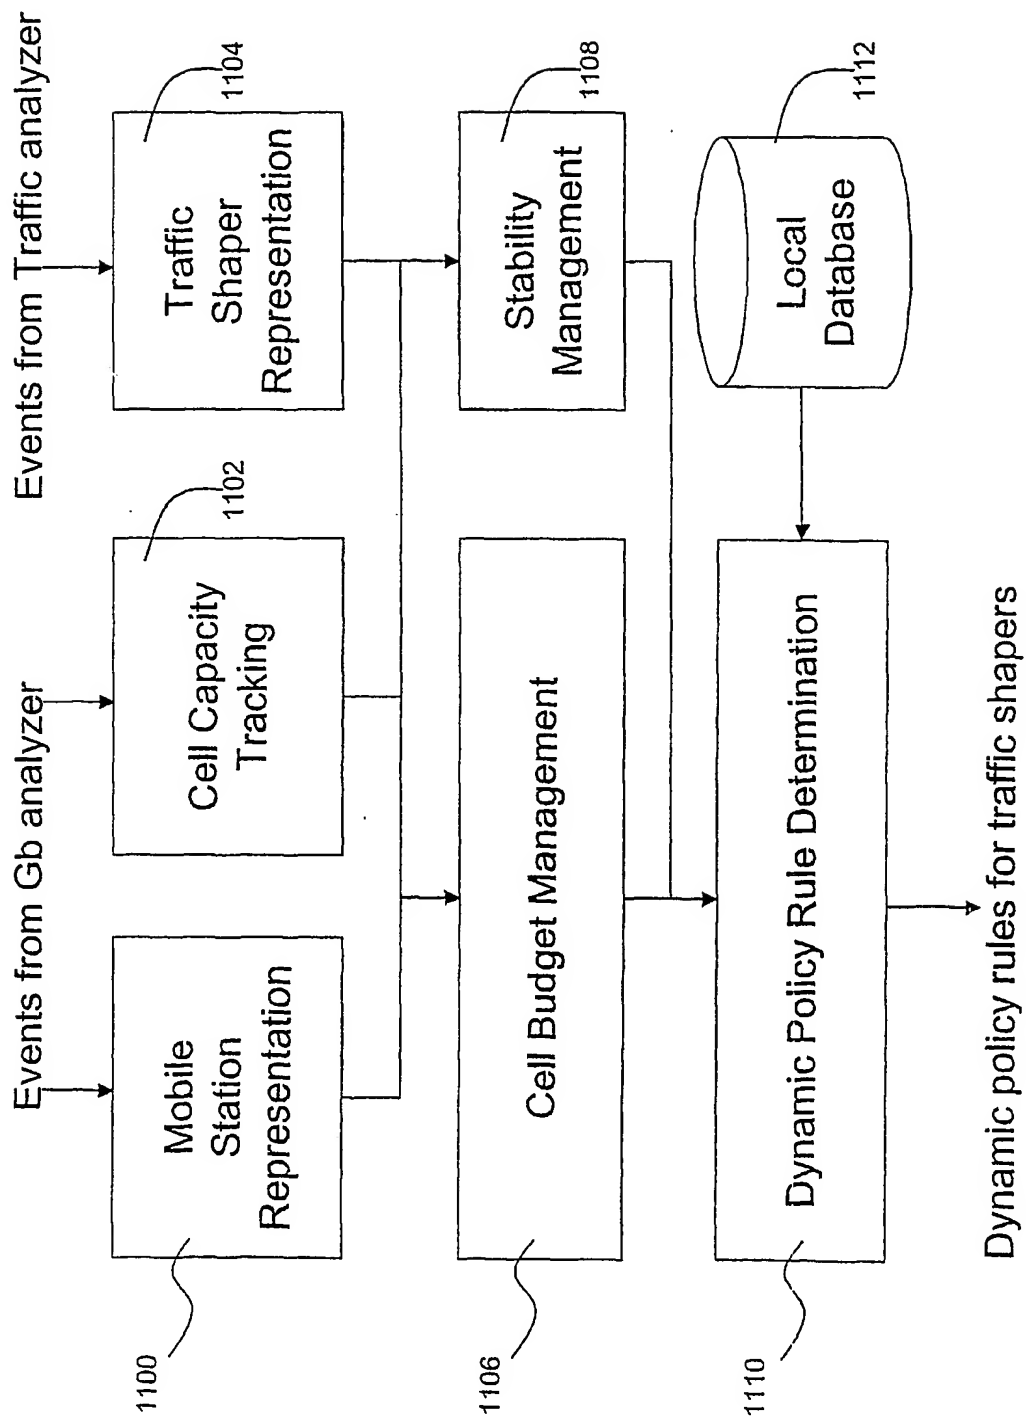 Events from Gb analyzer
Events from Traffic analyzer
1100
Mobile
Station
Representation
Cell Capacity
Tracking
1102
Traffic
Shaper
Representation
1104
1106
Cell Budget Management
Stability
Management
1108
1110
Dynamic Policy Rule Determination
Local
Database
1112
Dynamic policy rules for traffic shapers